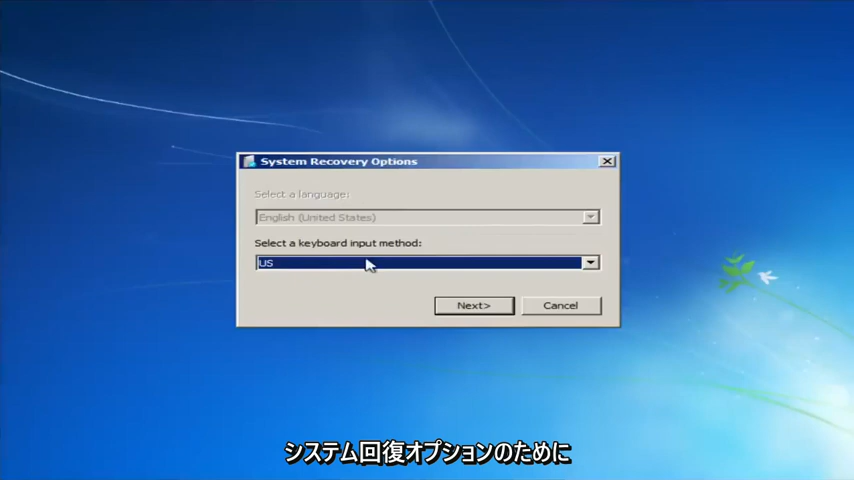 System Recovery Options
Select a language:
English (United States)
Select a keyboard input method:
US
Next> Cancel
システム回復オプションのために